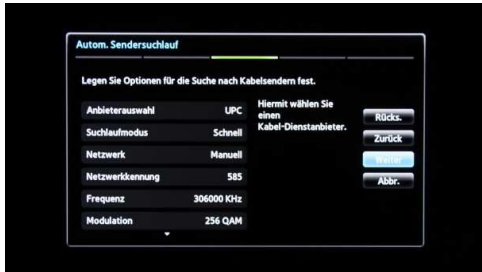 Autom. Sendersuchlauf
Legen Sie Optionen für die Suche nach Kabelsendern fest.
Anbieterauswahl UPC
Suchlaufmodus Schnell
Netzwerk Manuell
Netzwerkkennung 585
Frequenz 306000 KHz
Modulation 256 QAM
Hiermit wählen Sie
einen
Kabel-Dienstanbieter.
Rücks.
Zurück
Weiter
Abbr.